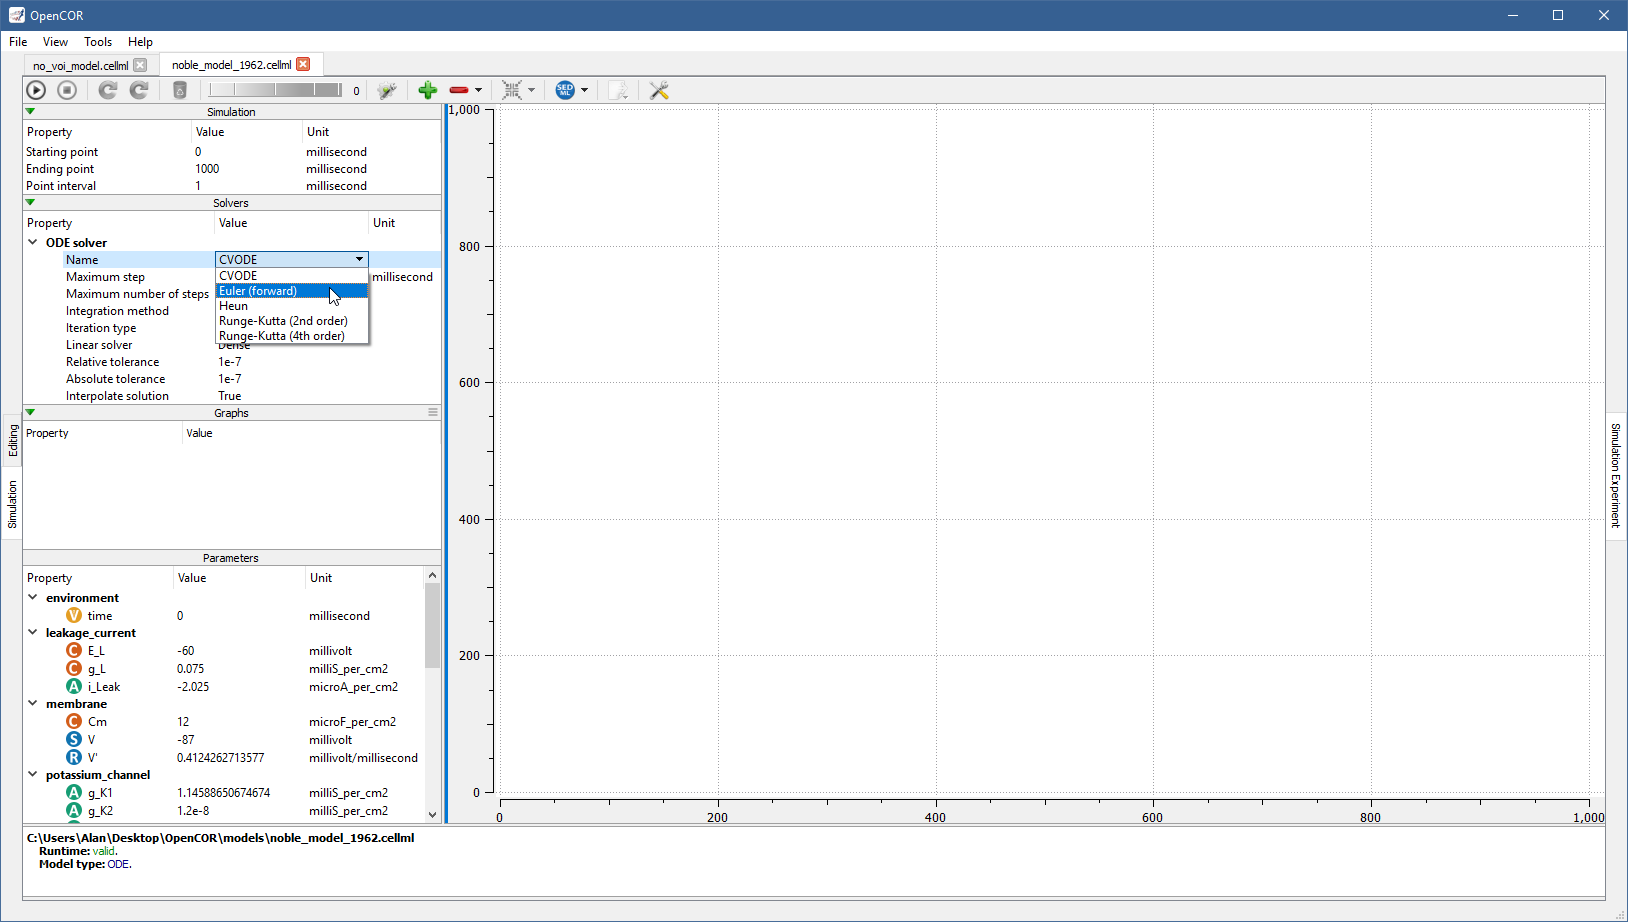 OpenCOR
File View Tools Help
no_voi_model.cellml noble_model_1962.cellml
0 SED ML
Simulation
Property Value Unit
Starting point 0 millisecond
Ending point 1000 millisecond
Point interval 1 millisecond
Solvers
Property Value Unit
ODE solver
Name CVODE
CVODE
Maximum step millisecond
Euler (forward)
Maximum number of steps
Heun
Integration method
Runge-Kutta (2nd order)
Iteration type
Runge-Kutta (4th order)
Linear solver Dense
Relative tolerance 1e-7
Absolute tolerance 1e-7
Interpolate solution True
Graphs
Property Value
Editing
Simulation
Parameters
Property Value Unit
environment
V time 0 millisecond
leakage_current
C E_L -60 millivolt
C g_L 0.075 milliS_per_cm2
A i_Leak -2.025 microA_per_cm2
membrane
C Cm 12 microF_per_cm2
S V -87 millivolt
R V' 0.4124262713577 millivolt/millisecond
potassium_channel
A g_K1 1.14588650674674 milliS_per_cm2
A g_K2 1.2e-8 milliS_per_cm2
1,000
800
600
400
200
0
0 200 400 600 800 1,000
Simulation Experiment
C:\Users\Alan\Desktop\OpenCOR\models\noble_model_1962.cellml
Runtime: valid.
Model type: ODE.